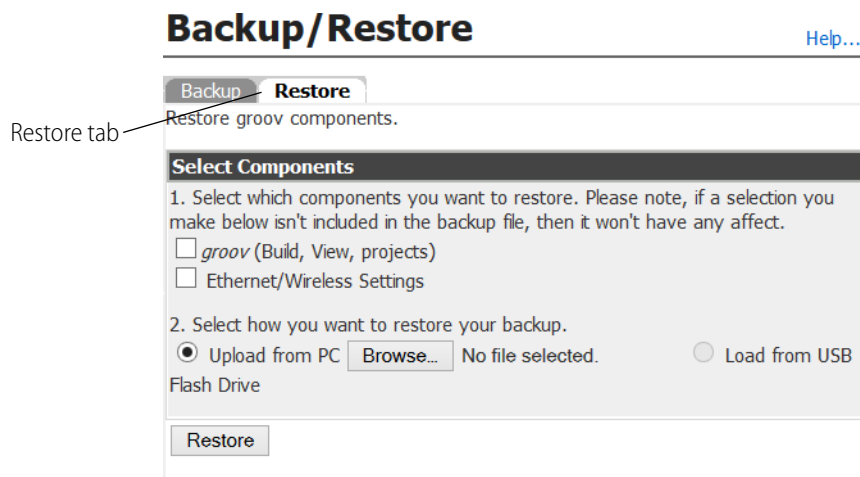 Backup/Restore
Help...
Backup Restore
Restore tab
Restore groov components.
Select Components
1. Select which components you want to restore. Please note, if a selection you
make below isn't included in the backup file, then it won't have any affect.
groov (Build, View, projects)
Ethernet/Wireless Settings
2. Select how you want to restore your backup.
Upload from PC Browse... No file selected. Load from USB
Flash Drive
Restore